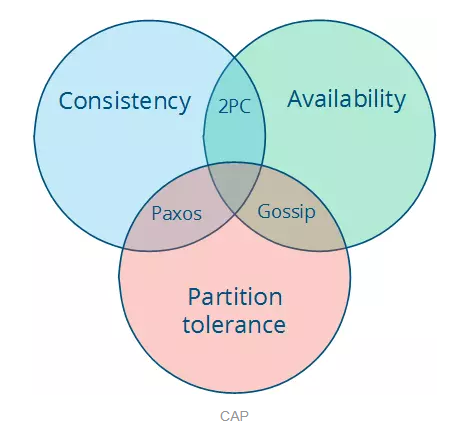 Consistency
2PC
Availability
Paxos
Gossip
Partition
tolerance
CAP